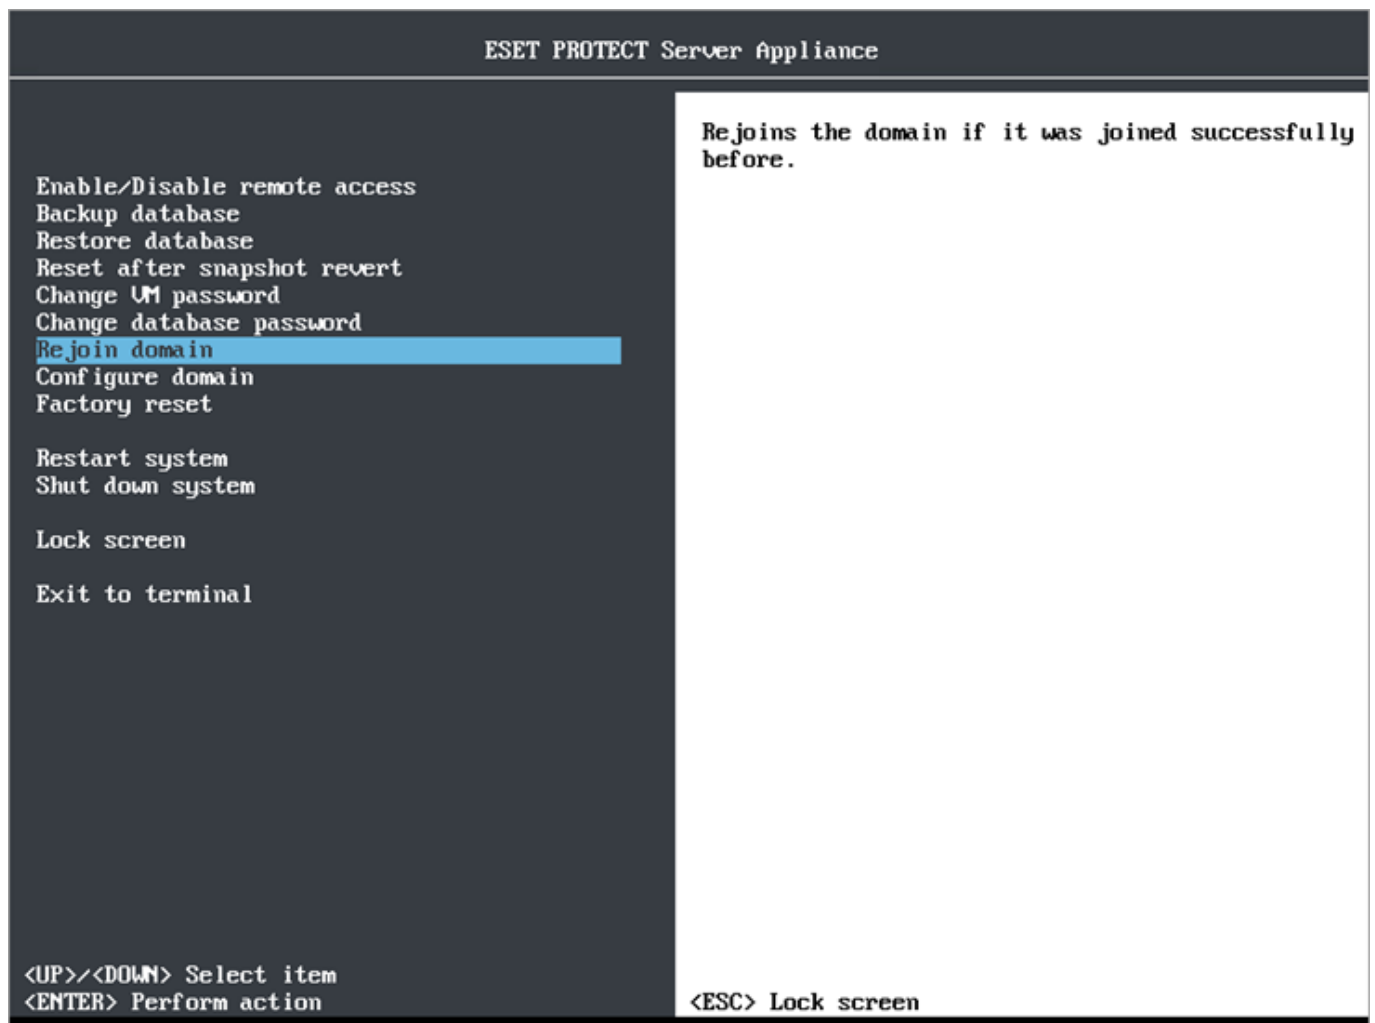 ESET PROTECT Server Appliance
Enable/Disable remote access
Backup database
Restore database
Reset after snapshot revert
Change VM password
Change database password
Rejoin domain
Configure domain
Factory reset
Restart system
Shut down system
Lock screen
Exit to terminal
<UP>/<DOWN> Select item
<ENTER> Perform action
Rejoins the domain if it was joined successfully
before.
<ESC> Lock screen